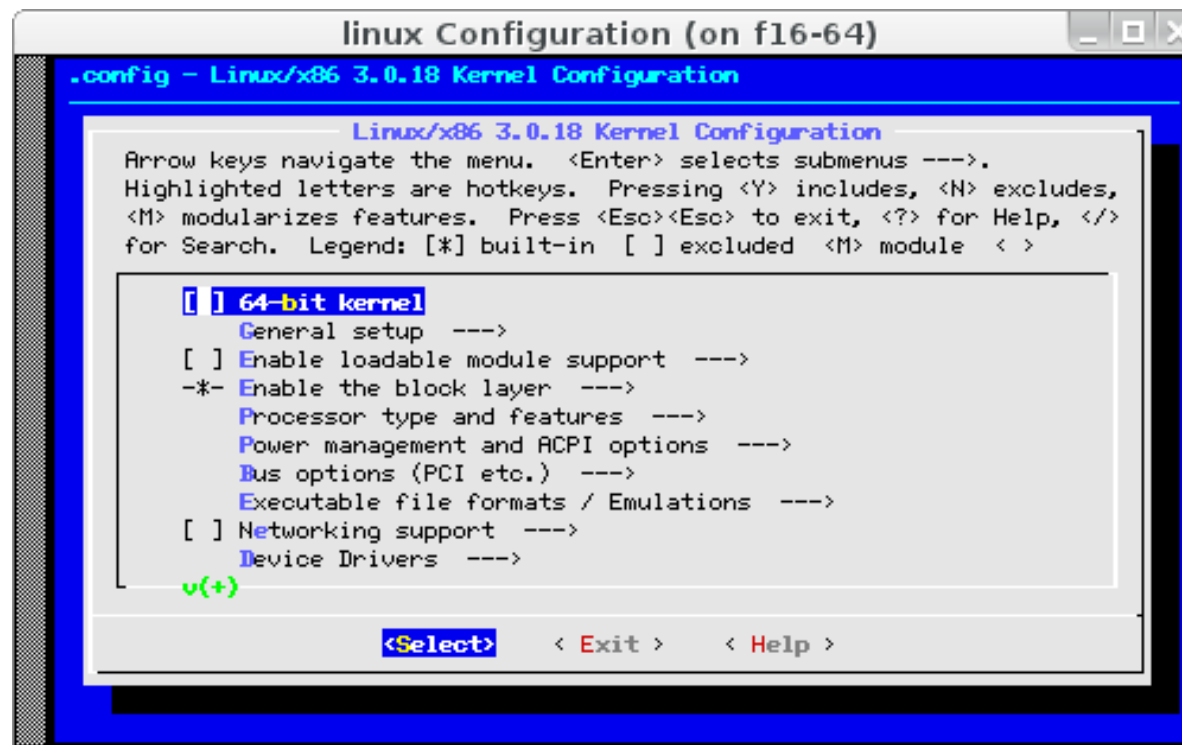 linux Configuration (on f16-64)
.config - Linux/x86 3.0.18 Kernel Configuration
Linux/x86 3.0.18 Kernel Configuration
Arrow keys navigate the menu.  <Enter> selects submenus --->.
Highlighted letters are hotkeys.  Pressing <Y> includes, <N> excludes,
<M> modularizes features.  Press <Esc><Esc> to exit, <?> for Help, </>
for Search.  Legend: [*] built-in  [ ] excluded  <M> module  < >
[ ] 64-bit kernel
General setup  --->
[ ] Enable loadable module support  --->
-*- Enable the block layer  --->
Processor type and features  --->
Power management and ACPI options  --->
Bus options (PCI etc.)  --->
Executable file formats / Emulations  --->
[ ] Networking support  --->
Device Drivers  --->
v(+)
<Select>    < Exit >    < Help >